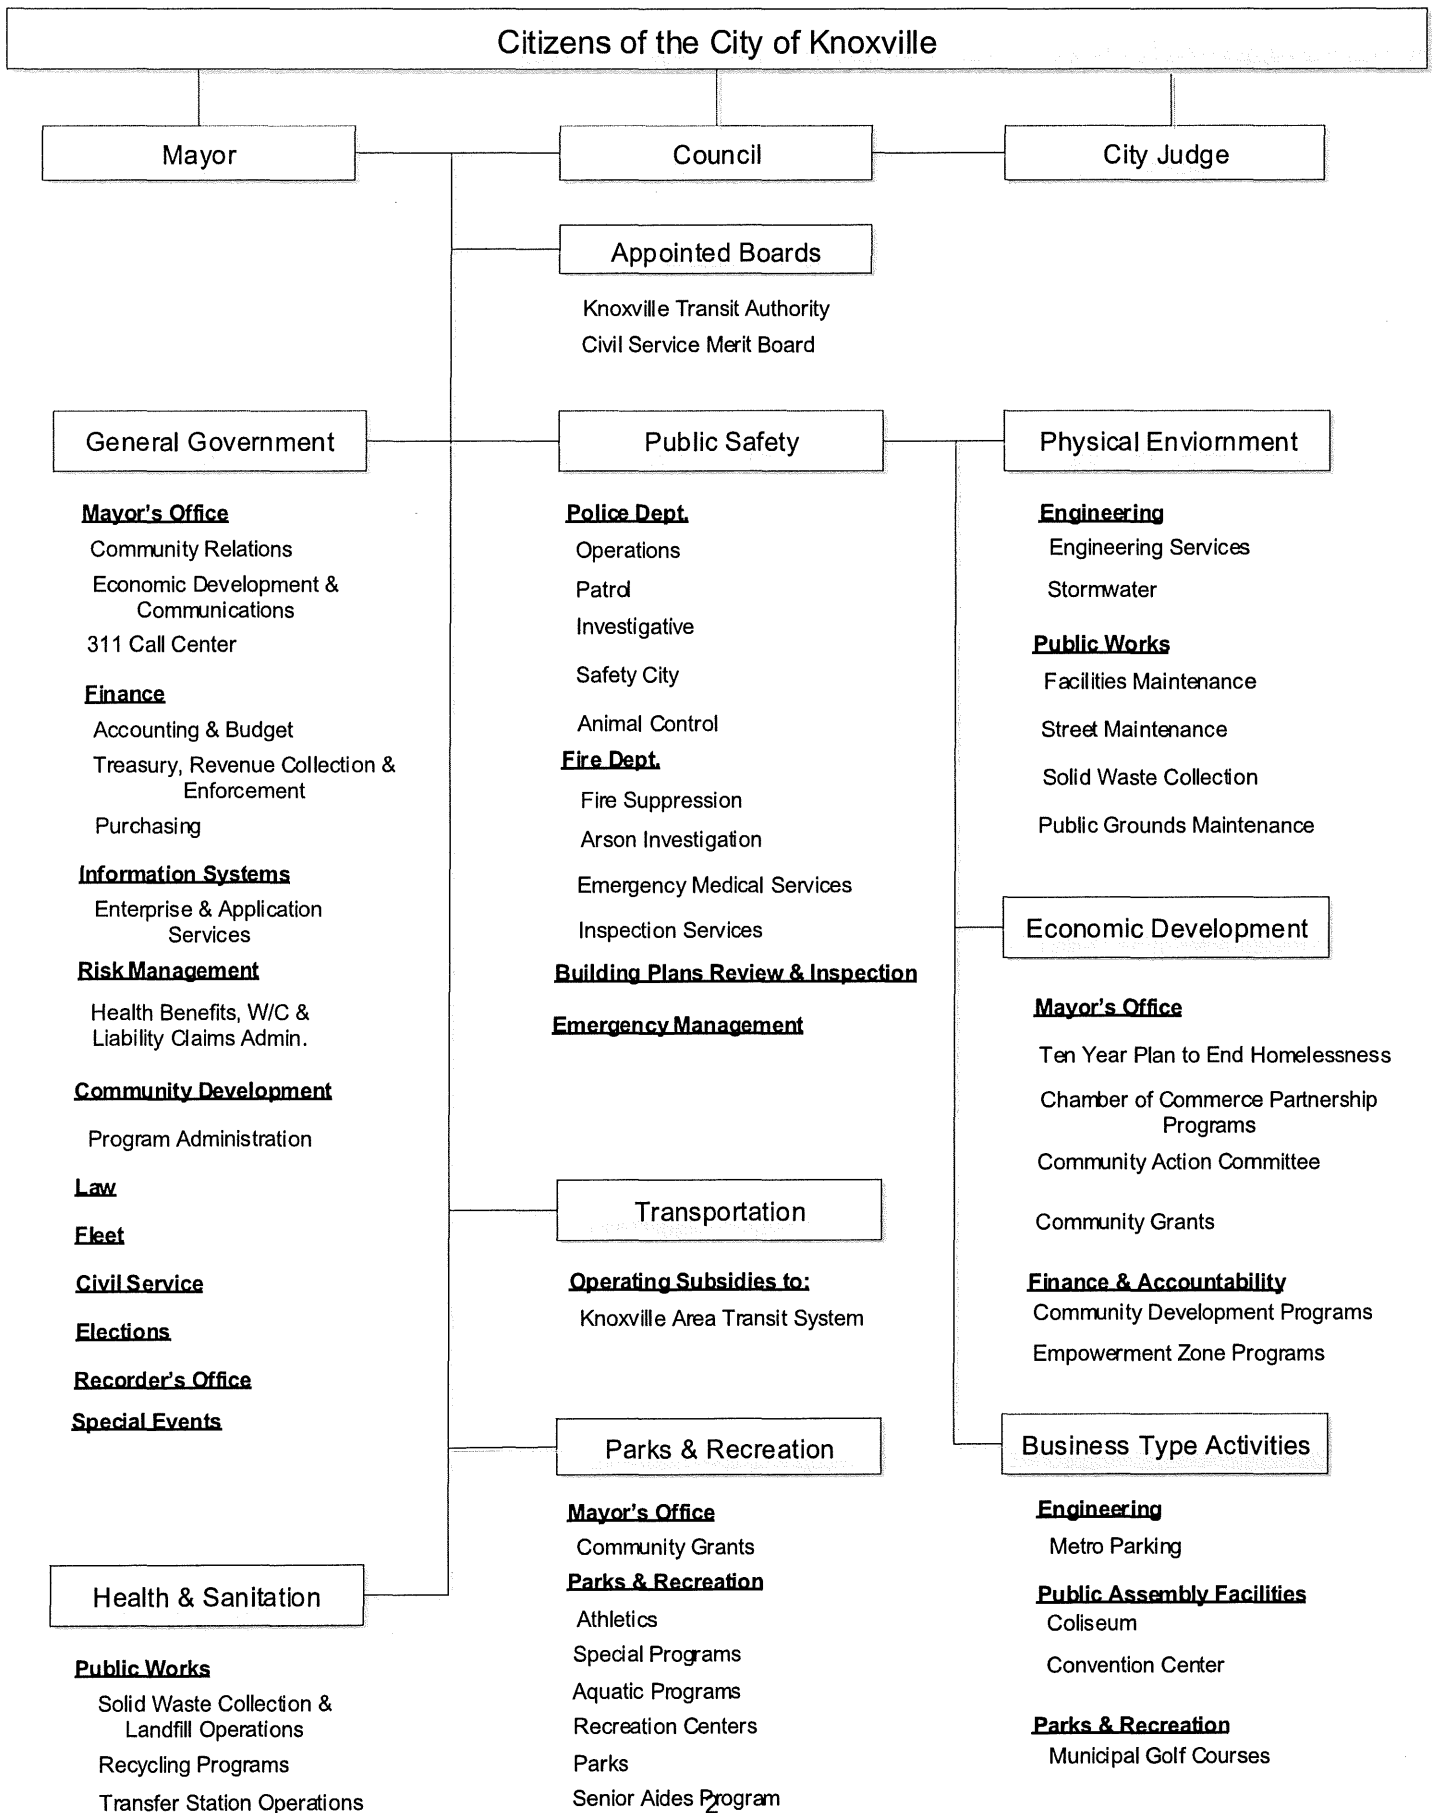 Citizens of the City of Knoxville
Mayor
Council
City Judge
Appointed Boards
Knoxville Transit Authority
Civil Service Merit Board
General Government
Mayor's Office
Community Relations
Economic Development &
Communications
311 Call Center
Finance
Accounting & Budget
Treasury, Revenue Collection &
Enforcement
Purchasing
Information Systems
Enterprise & Application
Services
Risk Management
Health Benefits, W/C &
Liability Claims Admin.
Community Development
Program Administration
Law
Fleet
Civil Service
Elections
Recorder's Office
Special Events
Health & Sanitation
Public Works
Solid Waste Collection &
Landfill Operations
Recycling Programs
Transfer Station Operations
Public Safety
Police Dept.
Operations
Patrol
Investigative
Safety City
Animal Control
Fire Dept.
Fire Suppression
Arson Investigation
Emergency Medical Services
Inspection Services
Building Plans Review & Inspection
Emergency Management
Transportation
Operating Subsidies to:
Knoxville Area Transit System
Parks & Recreation
Mayor's Office
Community Grants
Parks & Recreation
Athletics
Special Programs
Aquatic Programs
Recreation Centers
Parks
Senior Aides Program
2
Physical Enviornment
Engineering
Engineering Services
Stormwater
Public Works
Facilities Maintenance
Street Maintenance
Solid Waste Collection
Public Grounds Maintenance
Economic Development
Mayor's Office
Ten Year Plan to End Homelessness
Chamber of Commerce Partnership
Programs
Community Action Committee
Community Grants
Finance & Accountability
Community Development Programs
Empowerment Zone Programs
Business Type Activities
Engineering
Metro Parking
Public Assembly Facilities
Coliseum
Convention Center
Parks & Recreation
Municipal Golf Courses